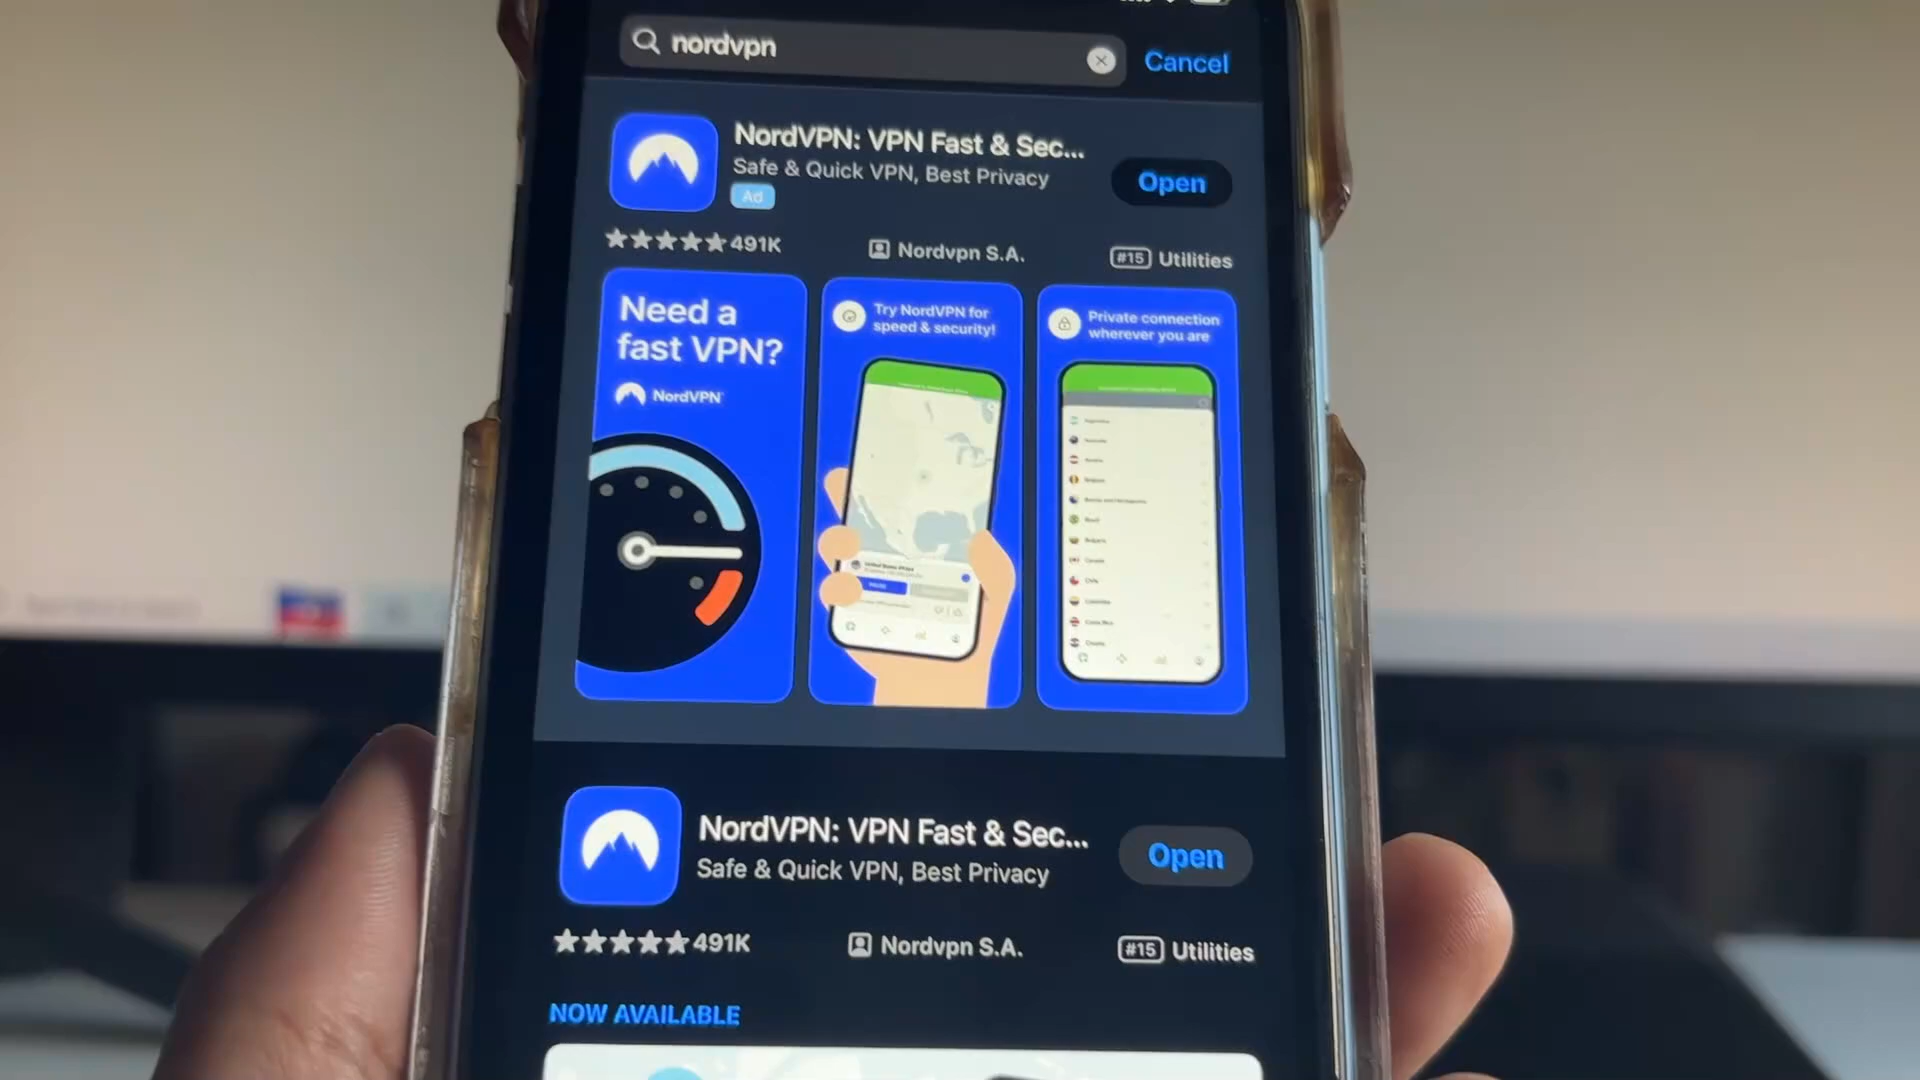 nordvpn
Cancel
NordVPN: VPN Fast & Sec...
Safe & Quick VPN, Best Privacy
Ad
Open
491K
Nordvpn S.A.
#15 Utilities
Need a
fast VPN?
NordVPN
Try NordVPN for
speed & security!
Private connection
wherever you are
NordVPN: VPN Fast & Sec...
Safe & Quick VPN, Best Privacy
Open
491K
Nordvpn S.A.
#15 Utilities
NOW AVAILABLE